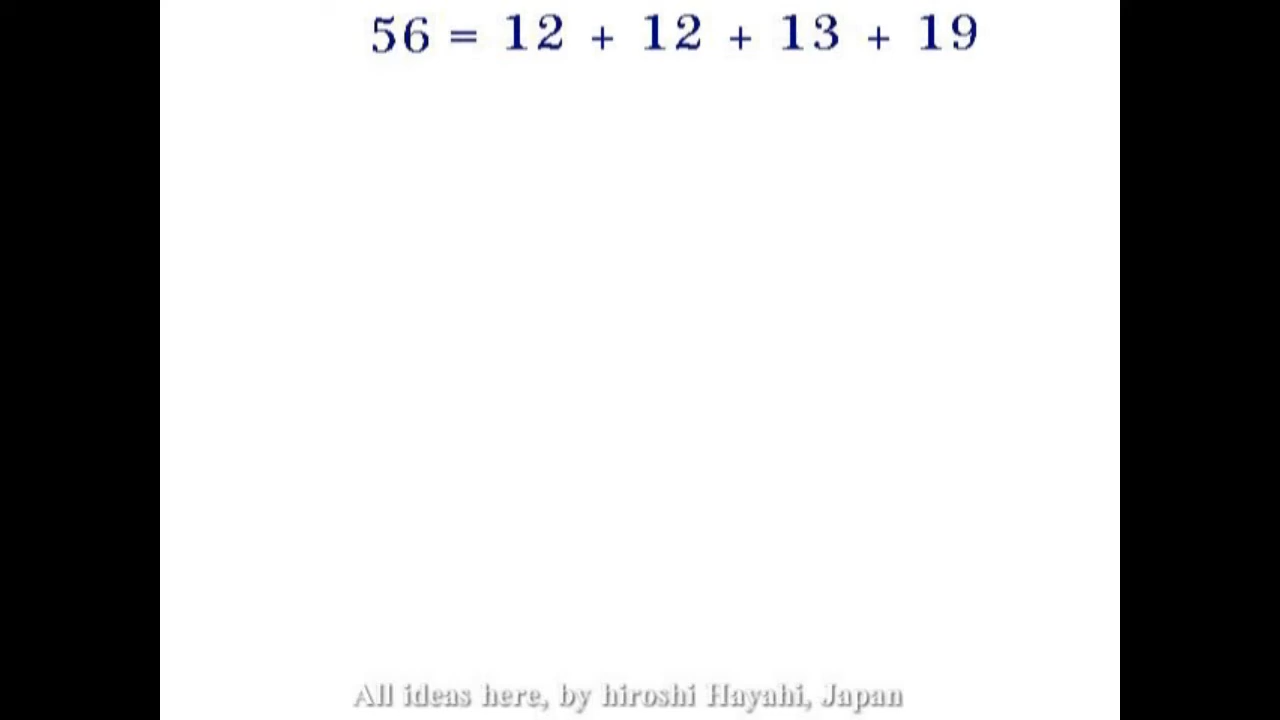 56 = 12 + 12 + 13 + 19
All ideas here, by hiroshi Hayahi, Japan